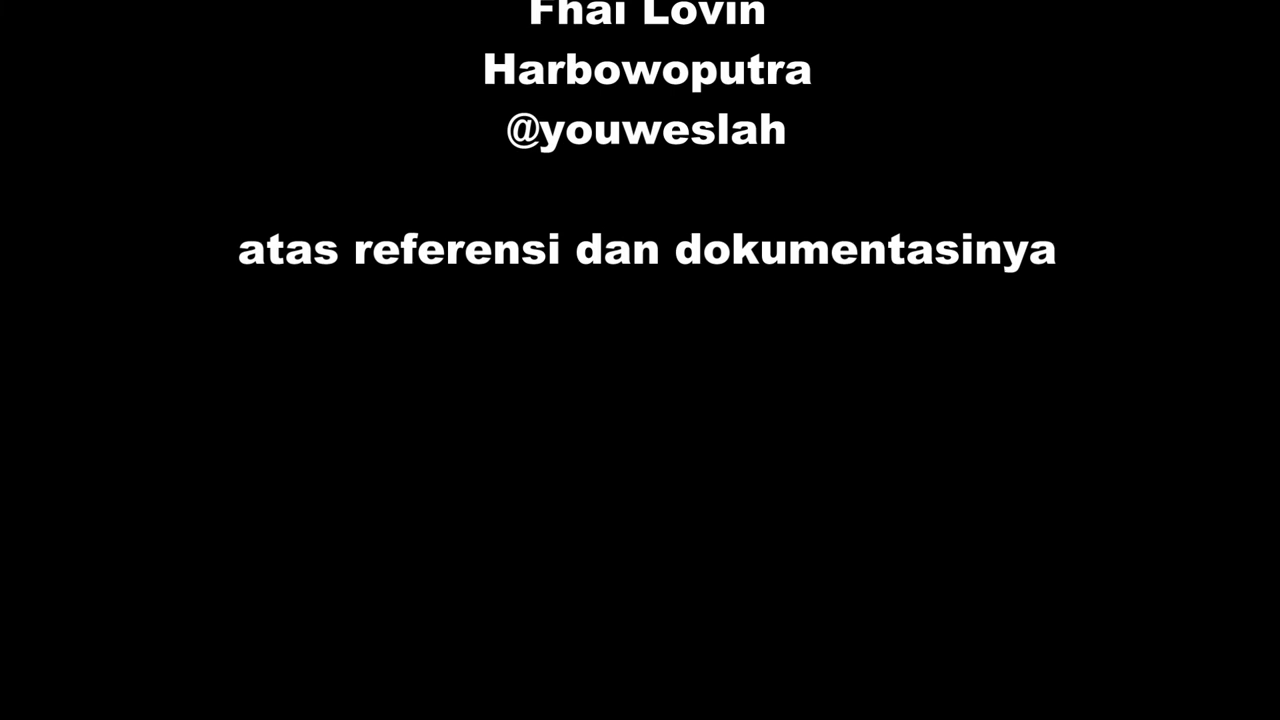 Fhai Lovin
Harbowoputra
@youweslah
atas referensi dan dokumentasinya